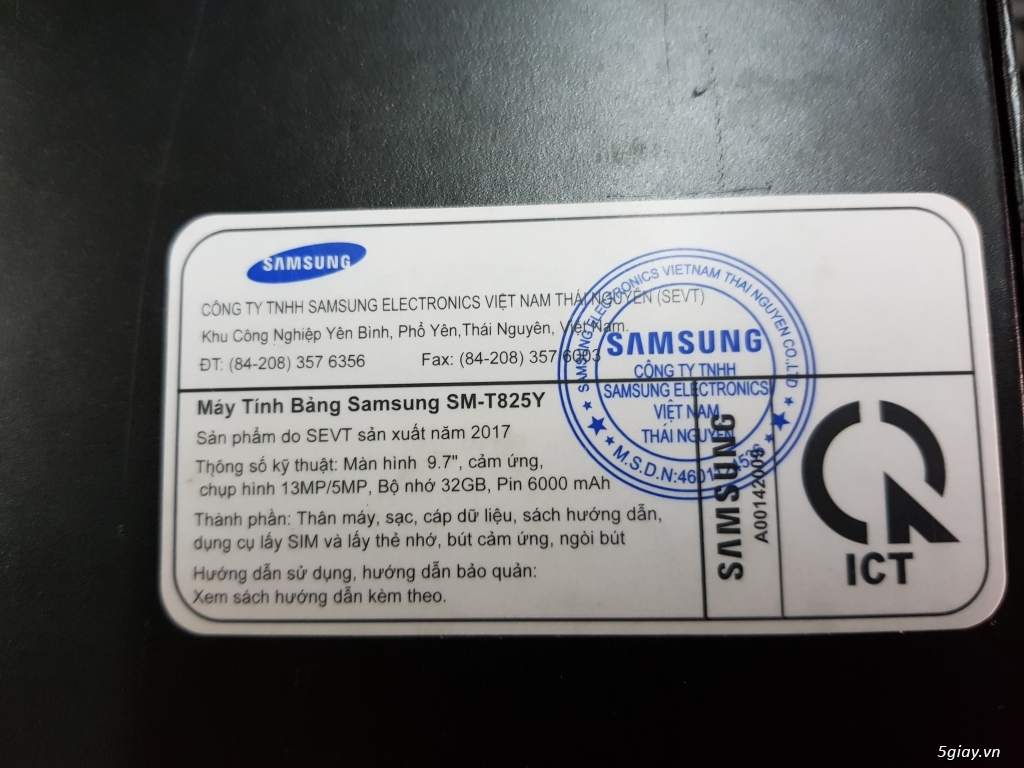 SAMSUNG
CÔNG TY TNHH SAMSUNG ELECTRONICS VIỆT NAM THÁI NGUYÊN (SEVT)
Khu Công Nghiệp Yên Bình, Phổ Yên,Thái Nguyên, Việt Nam.
ĐT: (84-208) 357 6356 Fax: (84-208) 357 6003
Máy Tính Bảng Samsung SM-T825Y
Sản phẩm do SEVT sản xuất năm 2017
Thông số kỹ thuật: Màn hình 9.7", cảm ứng,
chụp hình 13MP/5MP, Bộ nhớ 32GB, Pin 6000 mAh
Thành phần: Thân máy, sạc, cáp dữ liệu, sách hướng dẫn,
dụng cụ lấy SIM và lấy thẻ nhớ, bút cảm ứng, ngòi bút
Hướng dẫn sử dụng, hướng dẫn bảo quản:
Xem sách hướng dẫn kèm theo.
SAMSUNG ELECTRONICS VIETNAM THAI NGUYEN CO.,LTD
SAMSUNG
CÔNG TY TNHH
SAMSUNG ELECTRONICS
VIỆT NAM
THÁI NGUYÊN
SAMSUNG
A00142009
ICT
5giay.vn